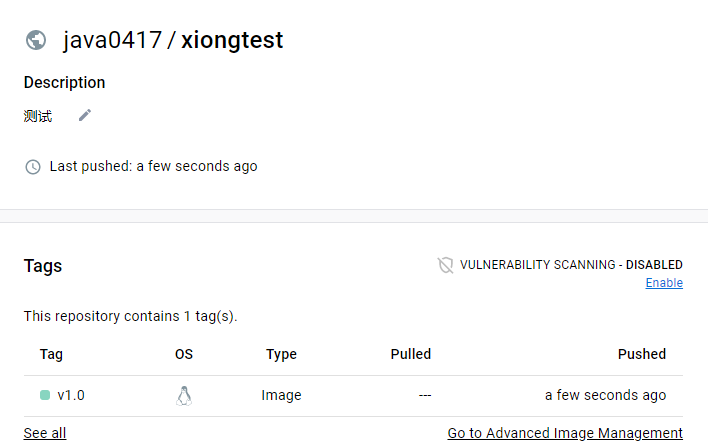 java0417 / xiongtest
Description
测试
Last pushed: a few seconds ago
Tags
VULNERABILITY SCANNING - DISABLED
Enable
This repository contains 1 tag(s).
Tag OS Type Pulled Pushed
v1.0 Image --- a few seconds ago
See all Go to Advanced Image Management